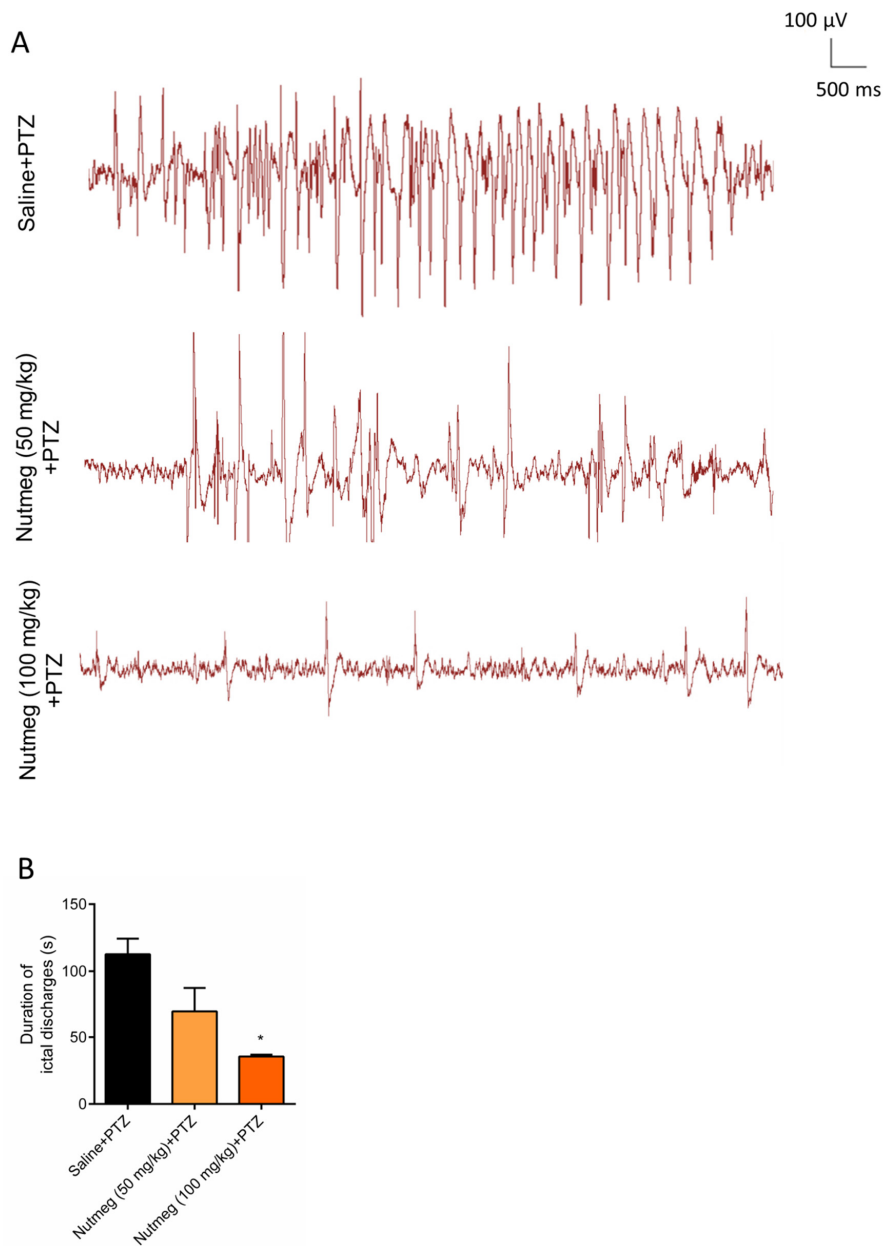 A
100 μV
500 ms
Saline+PTZ
Nutmeg (50 mg/kg)
+PTZ
Nutmeg (100 mg/kg)
+PTZ
B
Duration of
ictal discharges (s)
150
100
50
0
*
Saline+PTZ
Nutmeg (50 mg/kg)+PTZ
Nutmeg (100 mg/kg)+PTZ